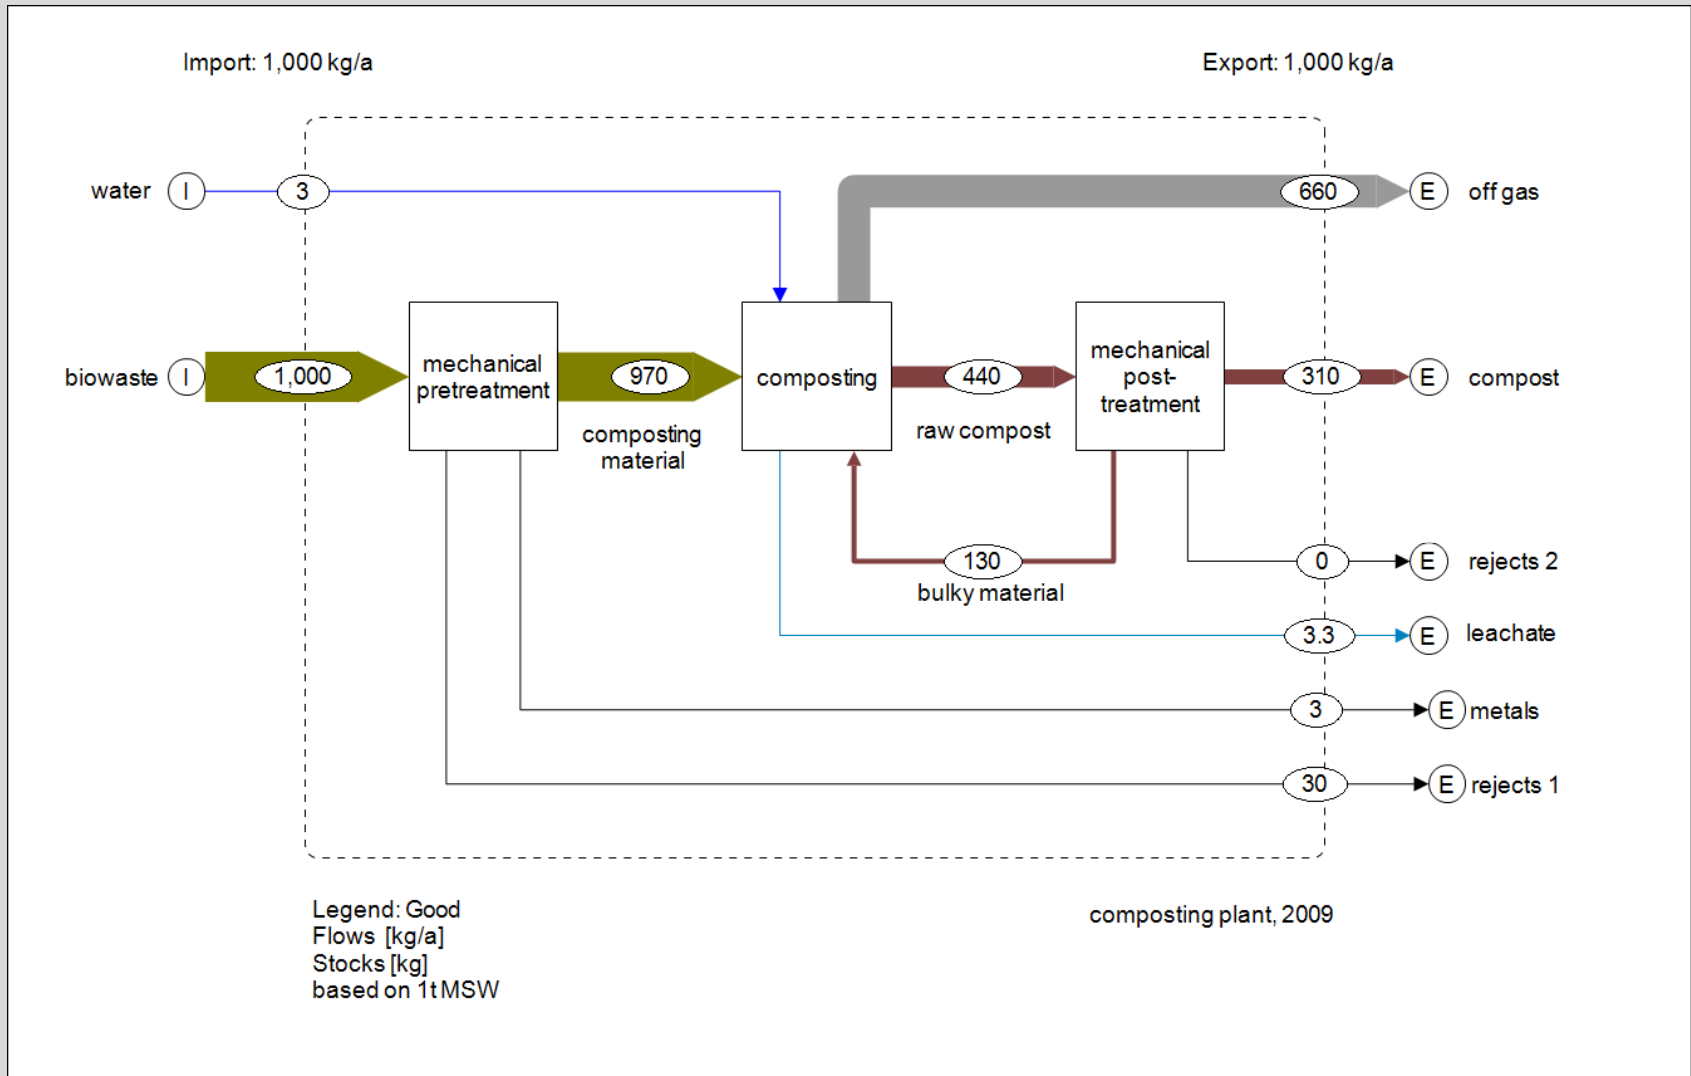 Import: 1,000 kg/a
Export: 1,000 kg/a
water
I
3
660
E
off gas
biowaste
I
1,000
mechanical
pretreatment
970
composting
material
composting
440
raw compost
mechanical
post-
treatment
310
E
compost
130
bulky material
0
E
rejects 2
3.3
E
leachate
3
E
metals
30
E
rejects 1
Legend: Good
Flows [kg/a]
Stocks [kg]
based on 1t MSW
composting plant, 2009